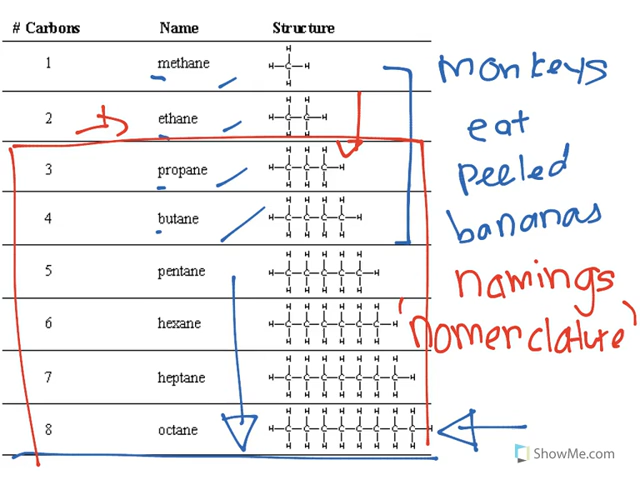 # Carbons Name Structure
1 methane
2 ethane
3 propane
4 butane
5 pentane
6 hexane
7 heptane
8 octane
monkeys
eat
peeled
bananas
namings
"nomenclature"
ShowMe.com